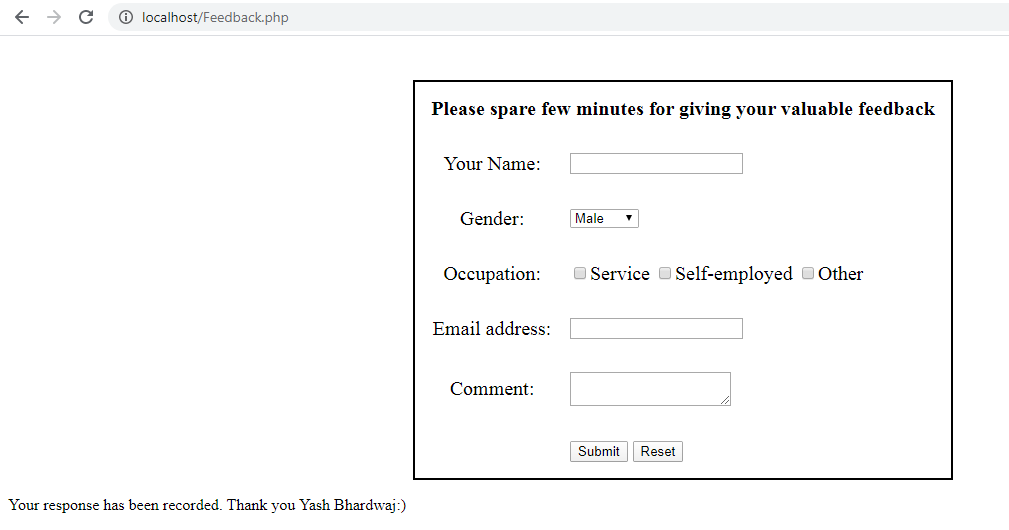 localhost/Feedback.php
Please spare few minutes for giving your valuable feedback
Your Name:
Gender: Male
Occupation: Service Self-employed Other
Email address:
Comment:
Submit Reset
Your response has been recorded. Thank you Yash Bhardwaj:)